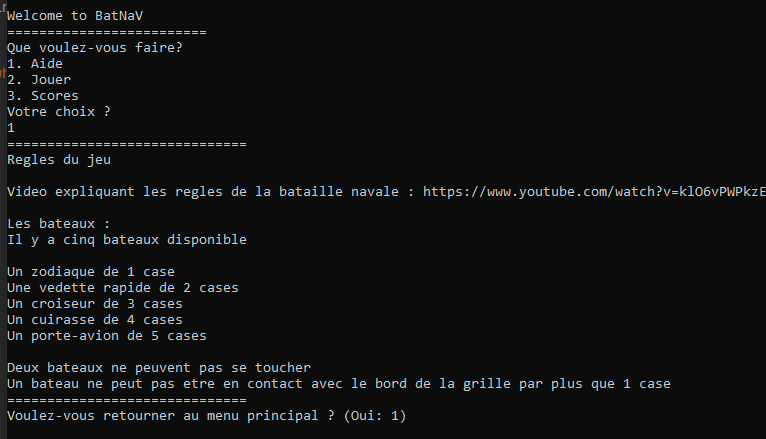 Welcome to BatNaV
=========================
Que voulez-vous faire?
1. Aide
2. Jouer
3. Scores
Votre choix ?
1
==============================
Regles du jeu
Video expliquant les regles de la bataille navale : https://www.youtube.com/watch?v=klO6vPWPkzE
Les bateaux :
Il y a cinq bateaux disponible
Un zodiaque de 1 case
Une vedette rapide de 2 cases
Un croiseur de 3 cases
Un cuirasse de 4 cases
Un porte-avion de 5 cases
Deux bateaux ne peuvent pas se toucher
Un bateau ne peut pas etre en contact avec le bord de la grille par plus que 1 case
==============================
Voulez-vous retourner au menu principal ? (Oui: 1)